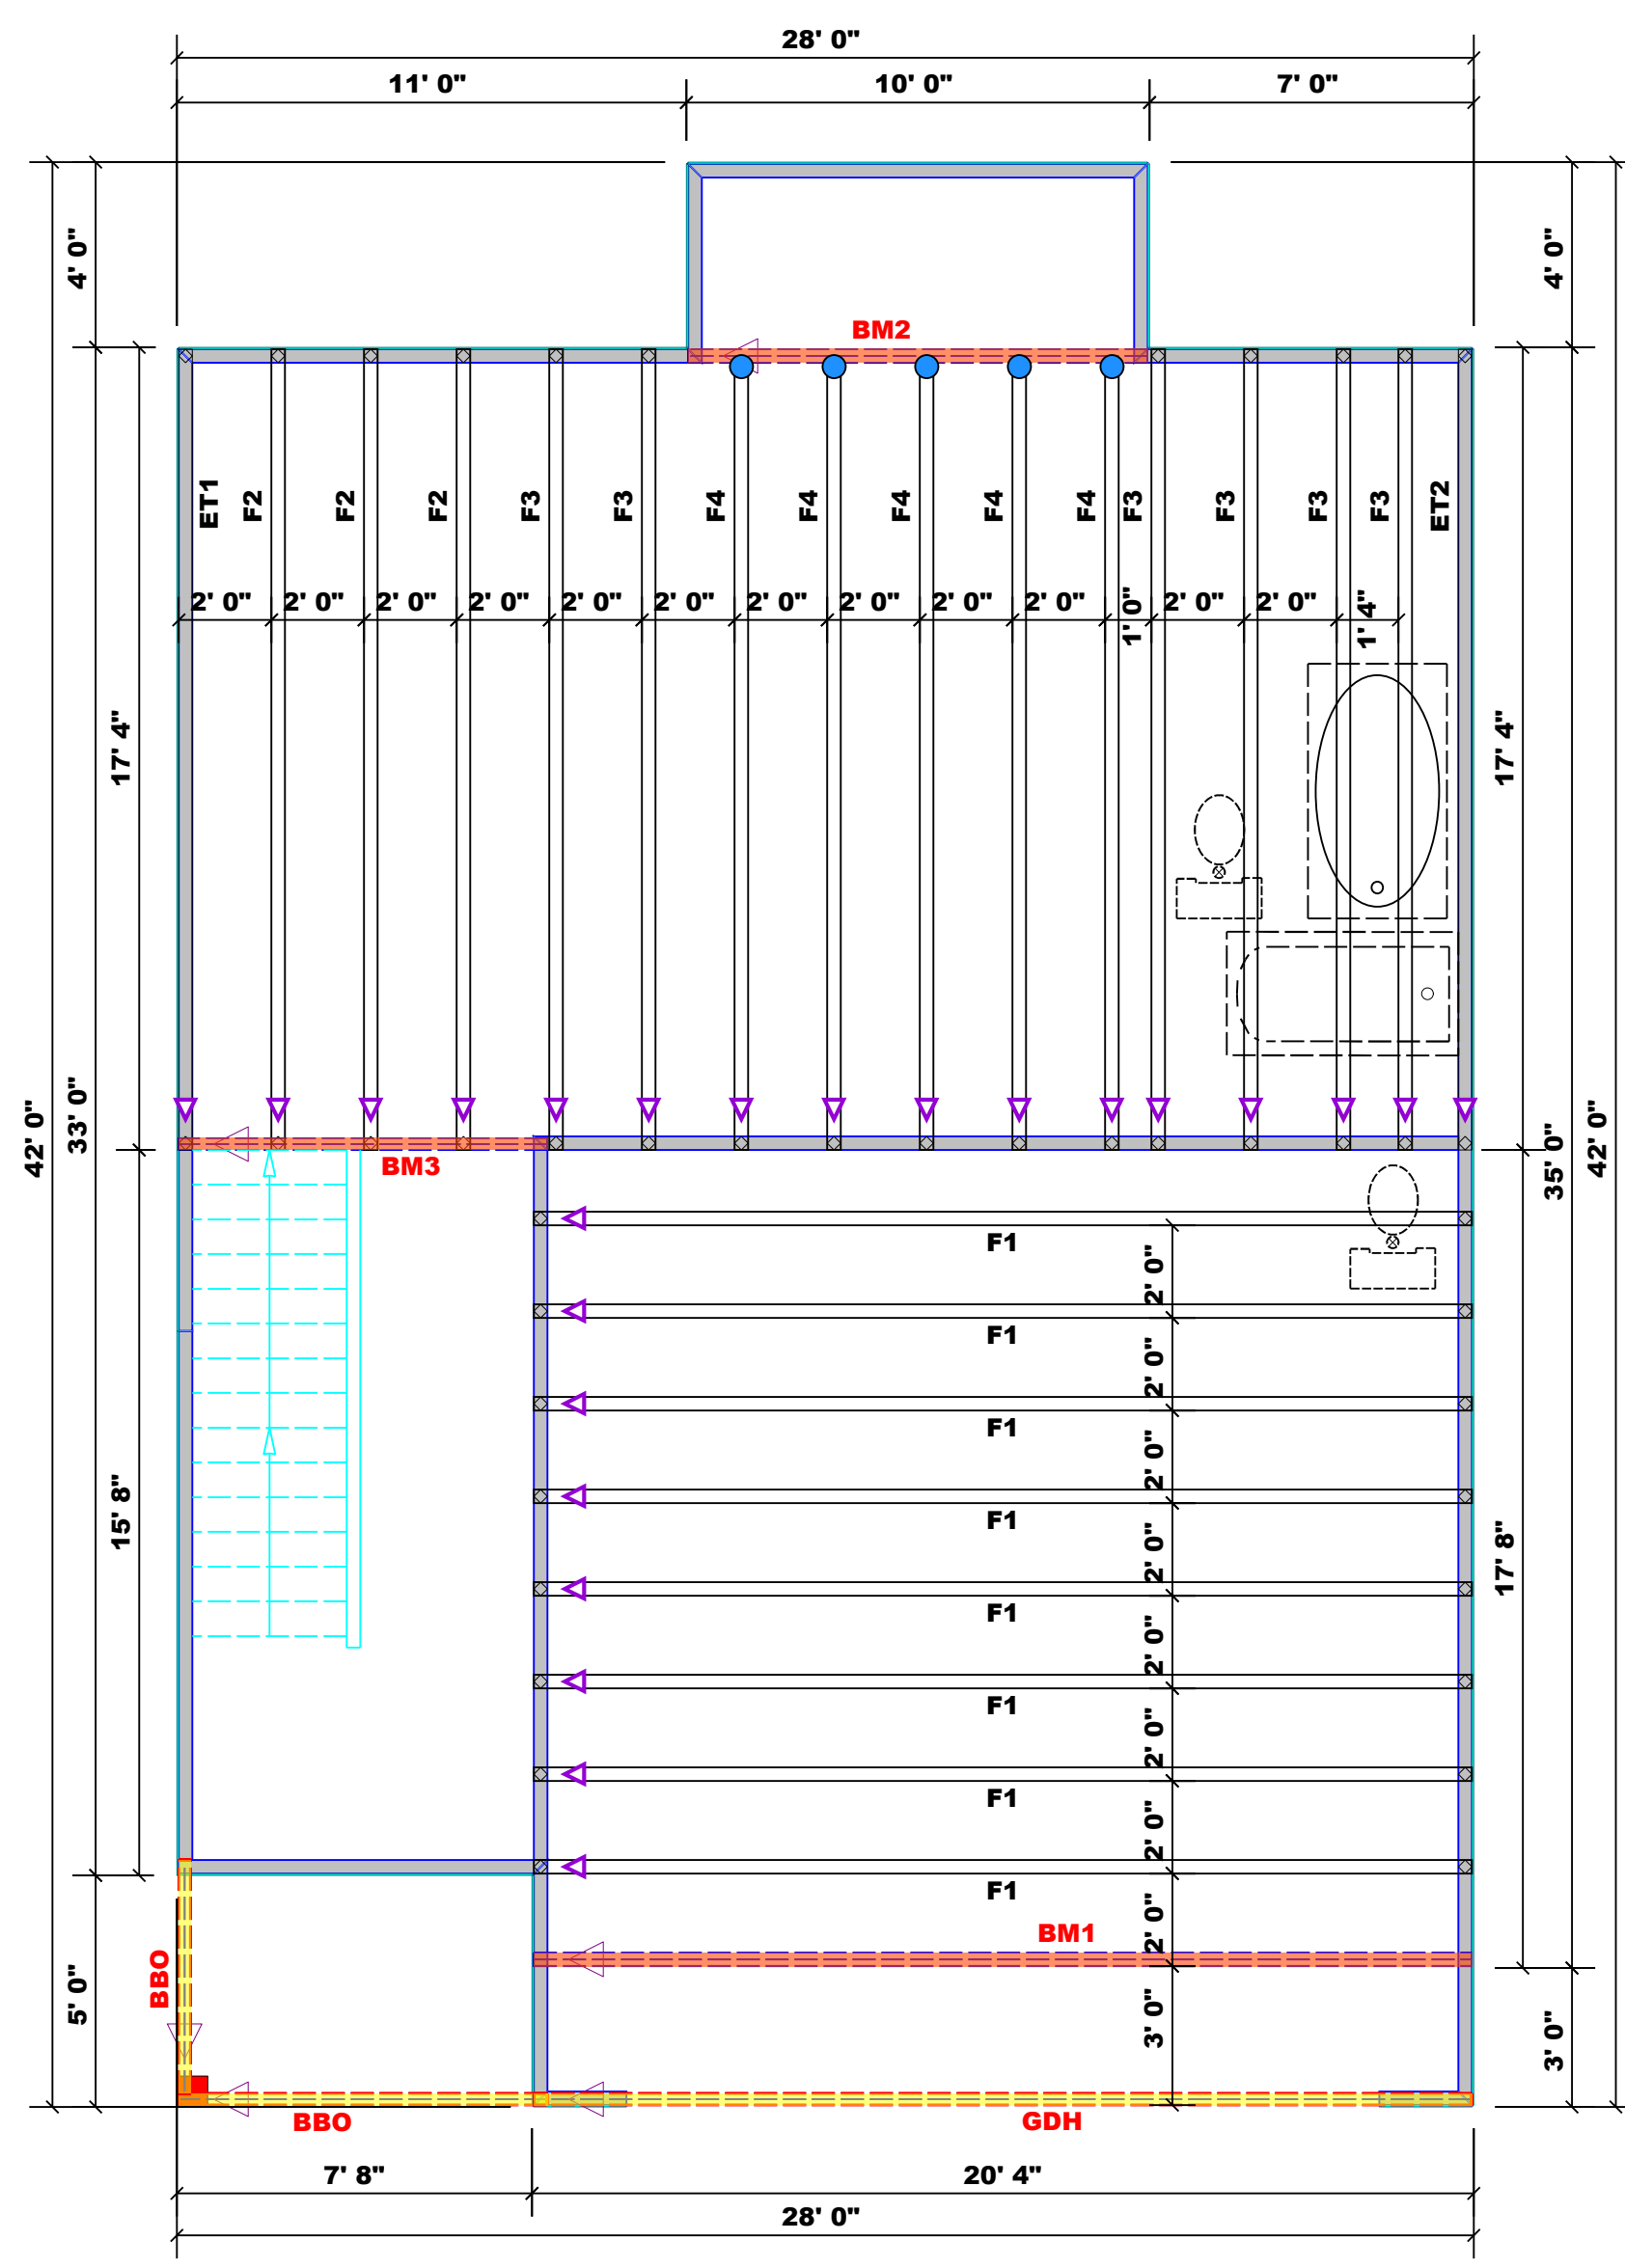 28' 0"
11' 0"
10' 0"
7' 0"
4' 0"
4' 0"
BM2
ET1
F2
F2
F2
F3
F3
F4
F4
F4
F4
F4
F3
F3
F3
F3
ET2
2' 0"
2' 0"
2' 0"
2' 0"
2' 0"
2' 0"
2' 0"
2' 0"
2' 0"
2' 0"
1' 0"
2' 0"
2' 0"
1' 4"
17' 4"
17' 4"
42' 0"
33' 0"
35' 0"
42' 0"
BM3
F1
2' 0"
F1
2' 0"
F1
2' 0"
F1
2' 0"
F1
2' 0"
F1
2' 0"
F1
2' 0"
F1
2' 0"
15' 8"
17' 8"
BM1
BBO
5' 0"
3' 0"
3' 0"
BBO
GDH
7' 8"
20' 4"
28' 0"